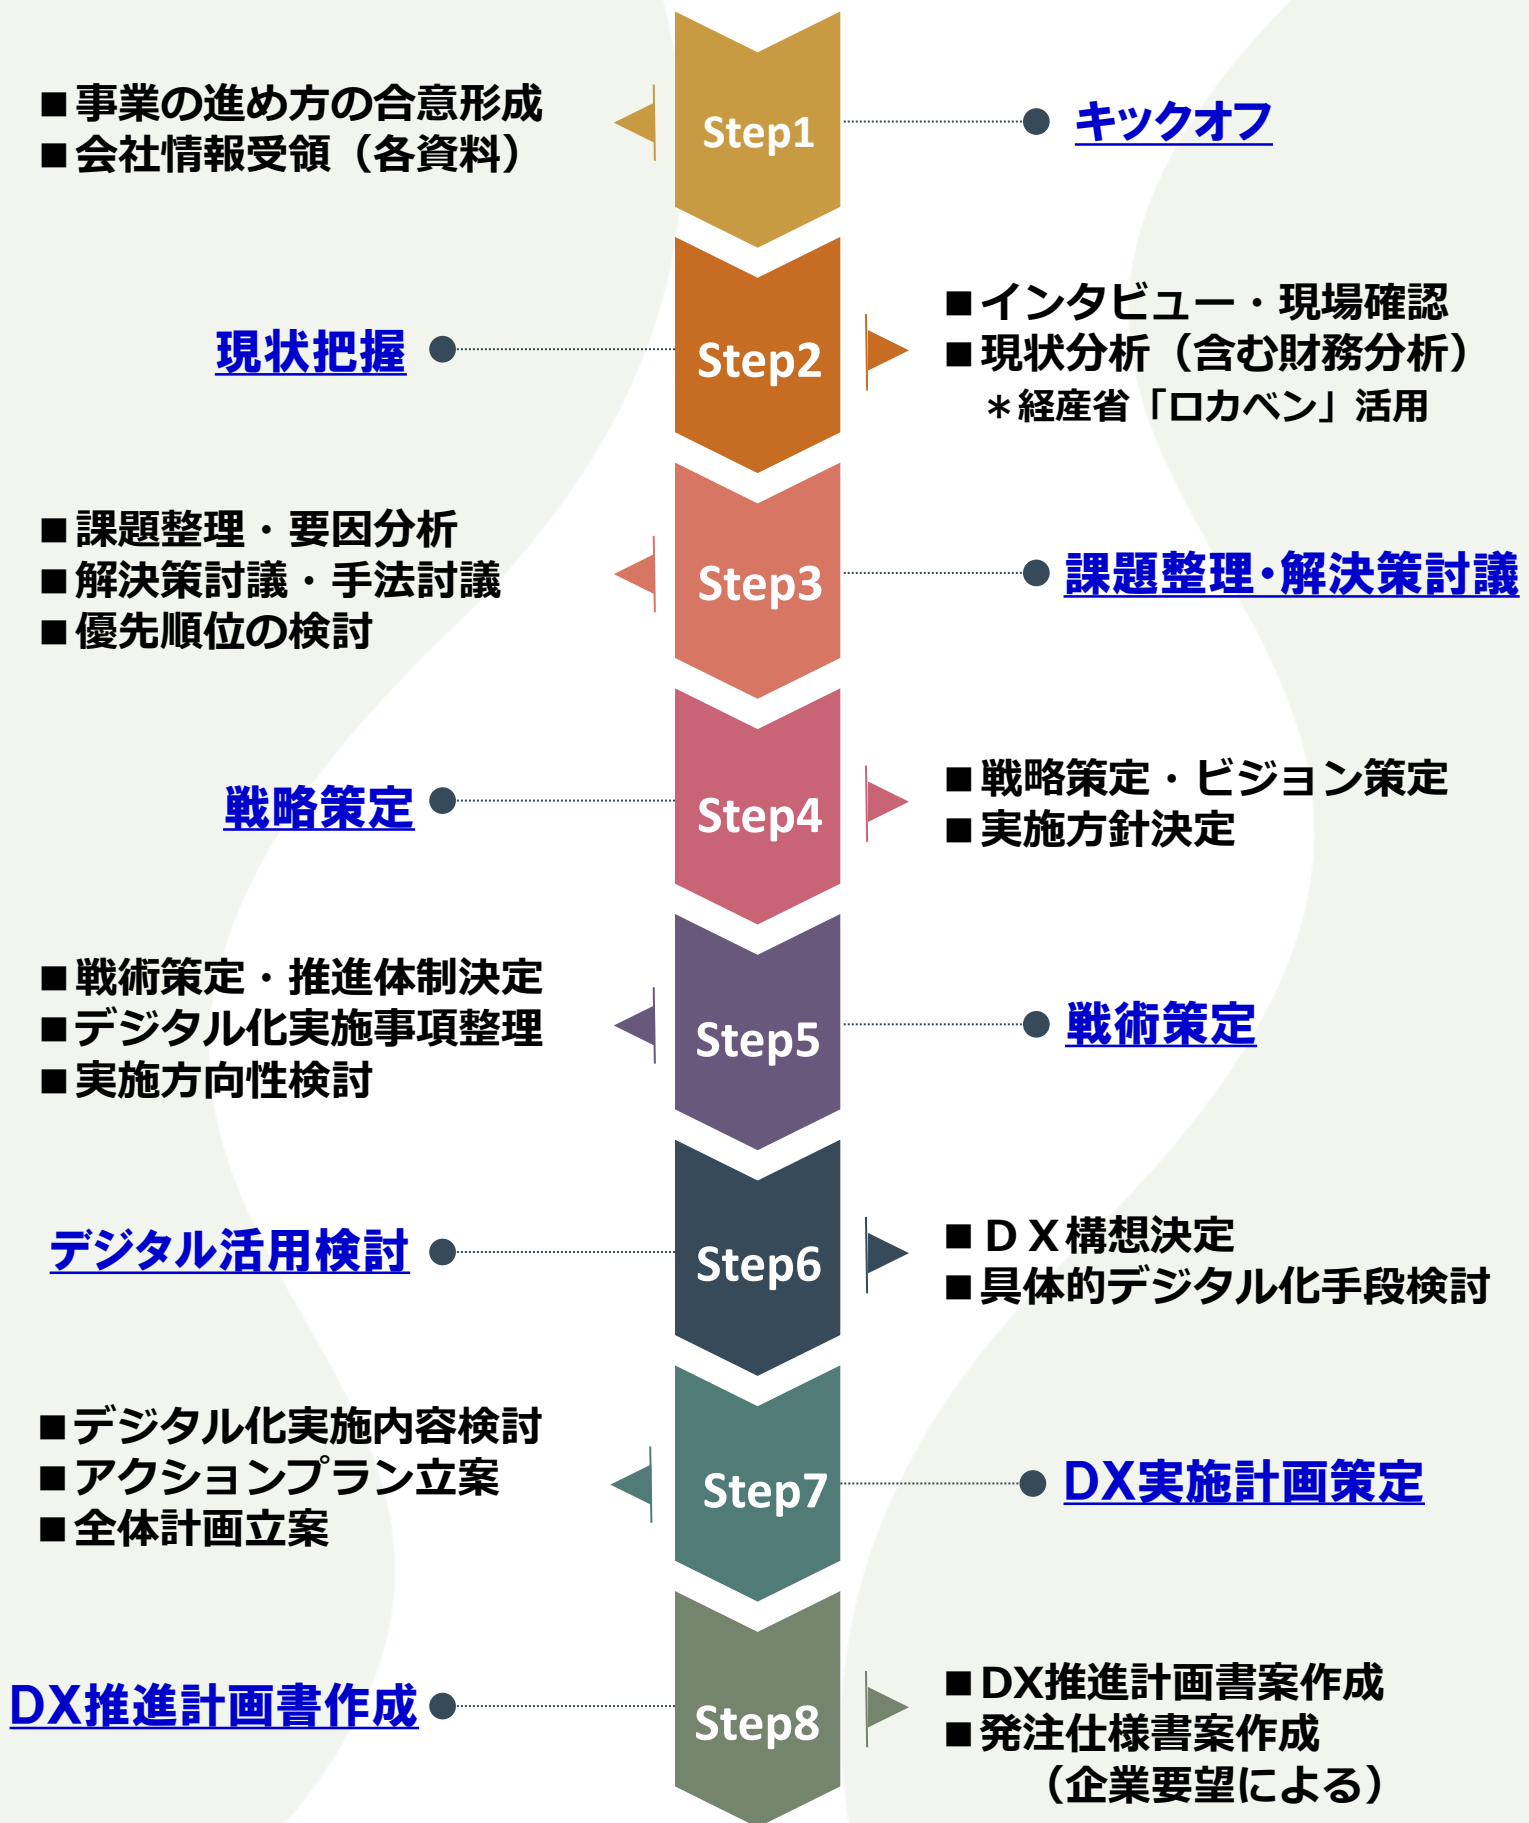 ■事業の進め方の合意形成
■会社情報受領（各資料）
Step1
キックオフ
現状把握
Step2
■インタビュー・現場確認
■現状分析（含む財務分析）
＊経産省「ロカベン」活用
■課題整理・要因分析
■解決策討議・手法討議
■優先順位の検討
Step3
課題整理・解決策討議
戦略策定
Step4
■戦略策定・ビジョン策定
■実施方針決定
■戦術策定・推進体制決定
■デジタル化実施事項整理
■実施方向性検討
Step5
戦術策定
デジタル活用検討
Step6
■ＤＸ構想決定
■具体的デジタル化手段検討
■デジタル化実施内容検討
■アクションプラン立案
■全体計画立案
Step7
DX実施計画策定
DX推進計画書作成
Step8
■DX推進計画書案作成
■発注仕様書案作成
（企業要望による）